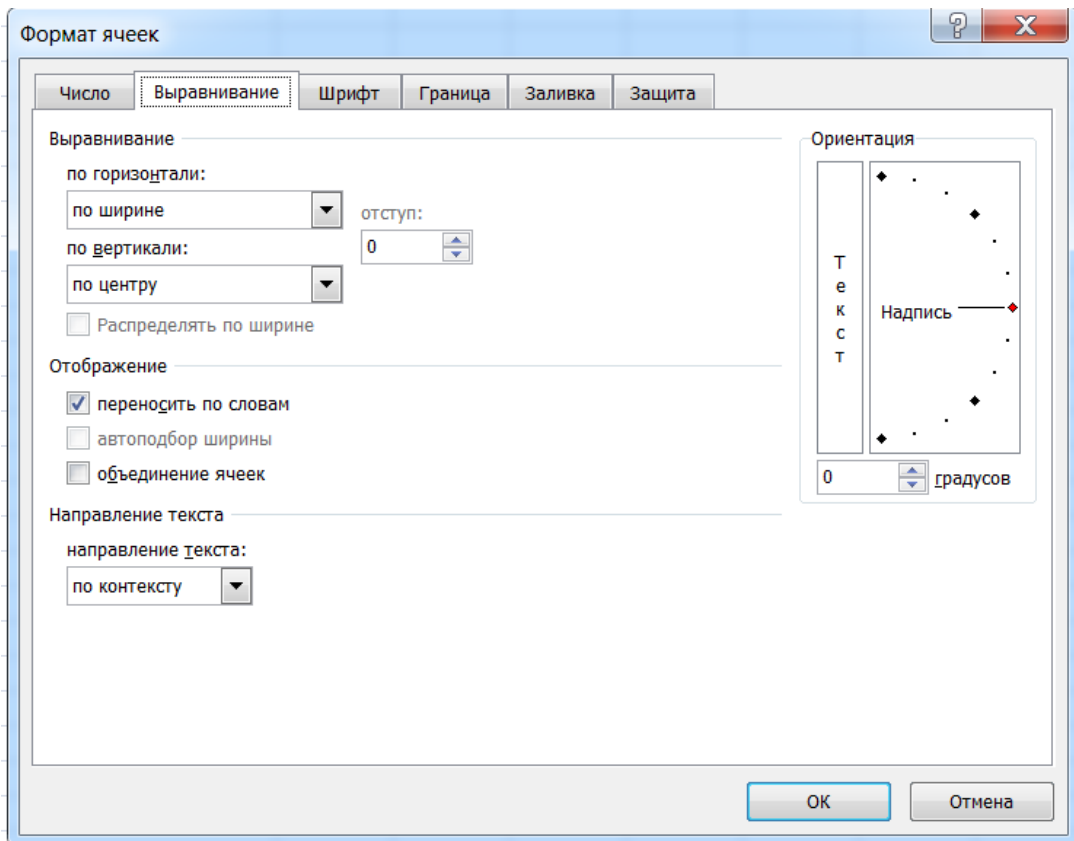 Формат ячеек
Число Выравнивание Шрифт Граница Заливка Защита
Выравнивание
по горизонтали:
по ширине
отступ:
0
по вертикали:
по центру
Распределять по ширине
Отображение
переносить по словам
автоподбор ширины
объединение ячеек
Направление текста
направление текста:
по контексту
Ориентация
Текст
Надпись
0 градусов
ОК Отмена